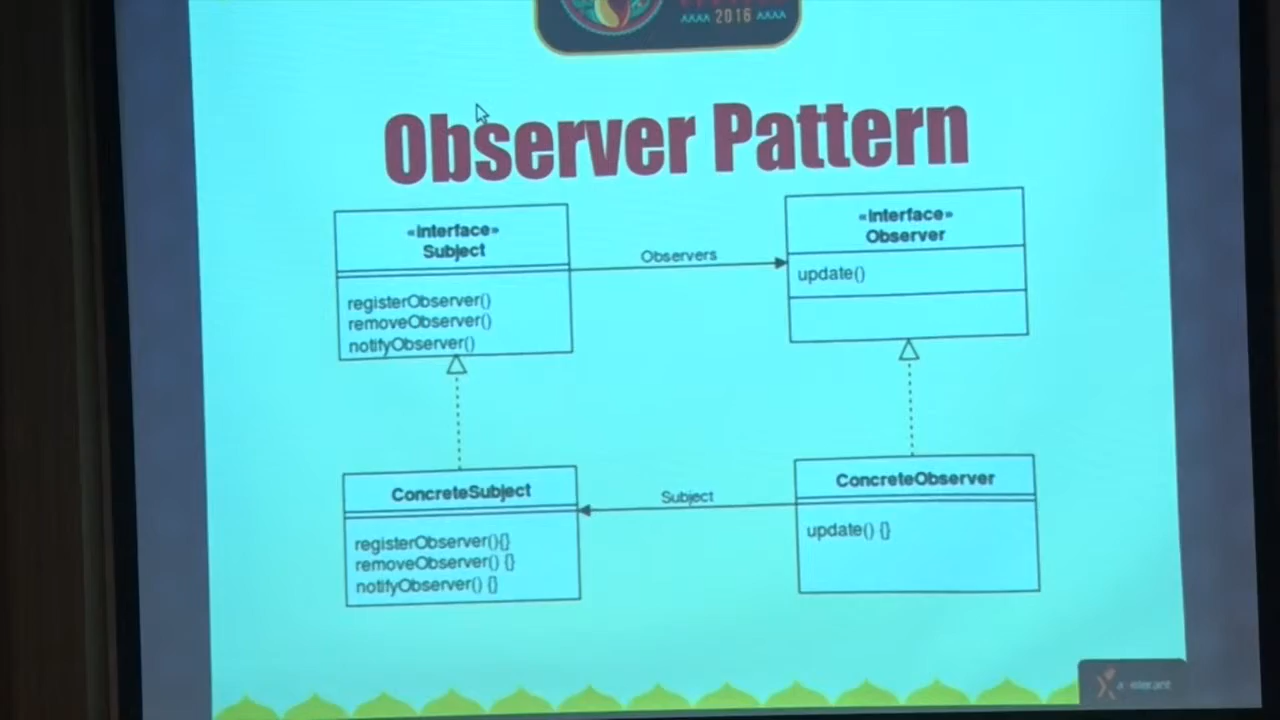 2016
Observer Pattern
«Interface»
Subject
registerObserver()
removeObserver()
notifyObserver()
Observers
«Interface»
Observer
update()
ConcreteSubject
registerObserver(){}
removeObserver() {}
notifyObserver() {}
Subject
ConcreteObserver
update() {}